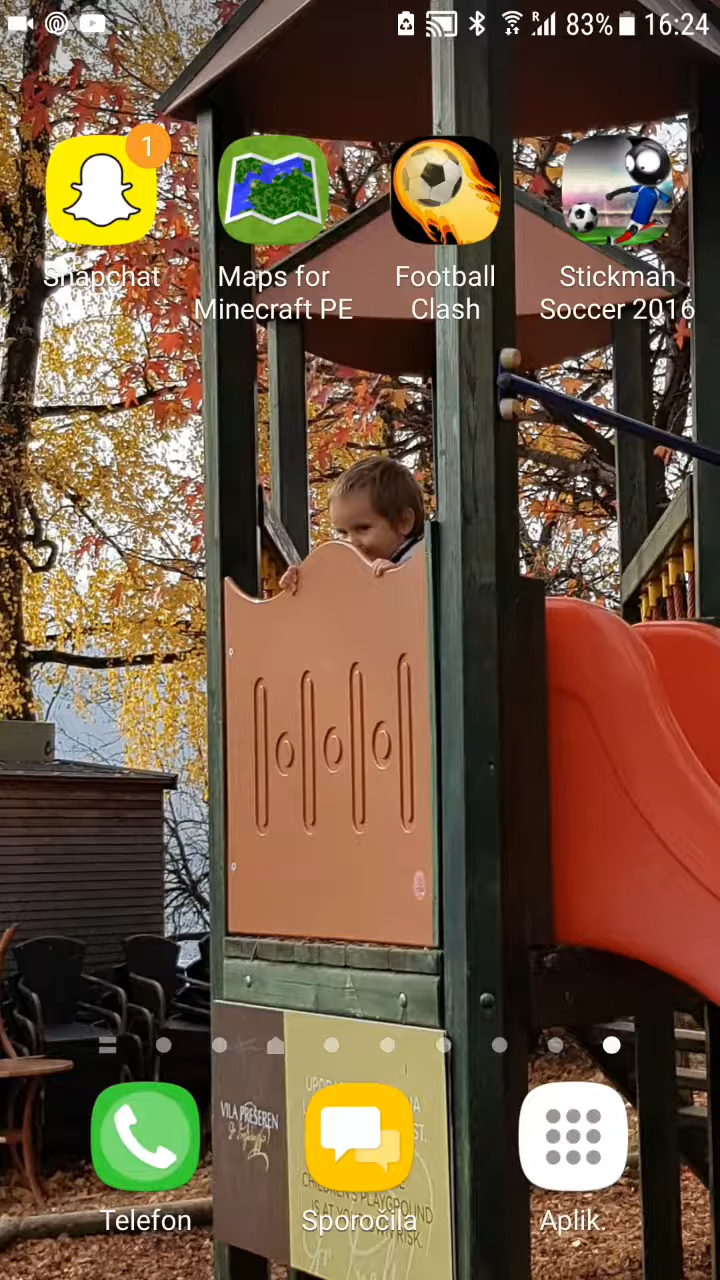 83% 16:24
1
Snapchat
Maps for
Minecraft PE
Football
Clash
Stickman
Soccer 2016
VILA PREŠEREN
CHILDREN'S PLAYGROUND
IS AT YOUR OWN RISK.
Telefon
Sporočila
Aplik.